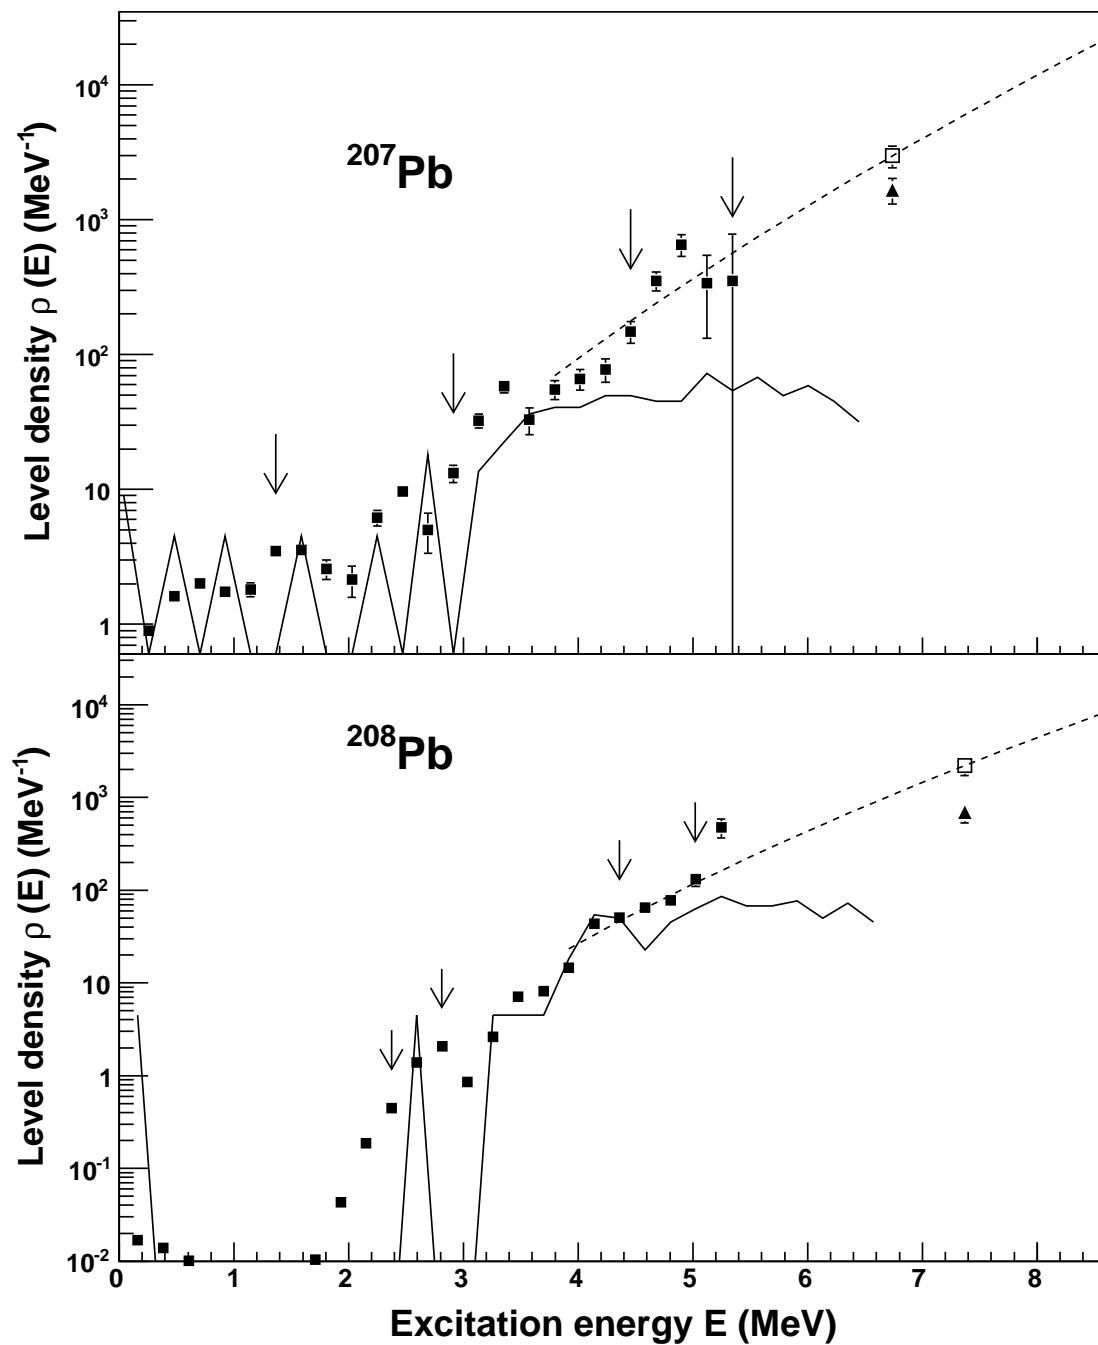 Level density ρ (E) (MeV⁻¹)
10⁴
10³
10²
10
1
²⁰⁷Pb
Level density ρ (E) (MeV⁻¹)
10⁴
10³
10²
10
1
10⁻¹
10⁻²
²⁰⁸Pb
0 1 2 3 4 5 6 7 8
Excitation energy E (MeV)